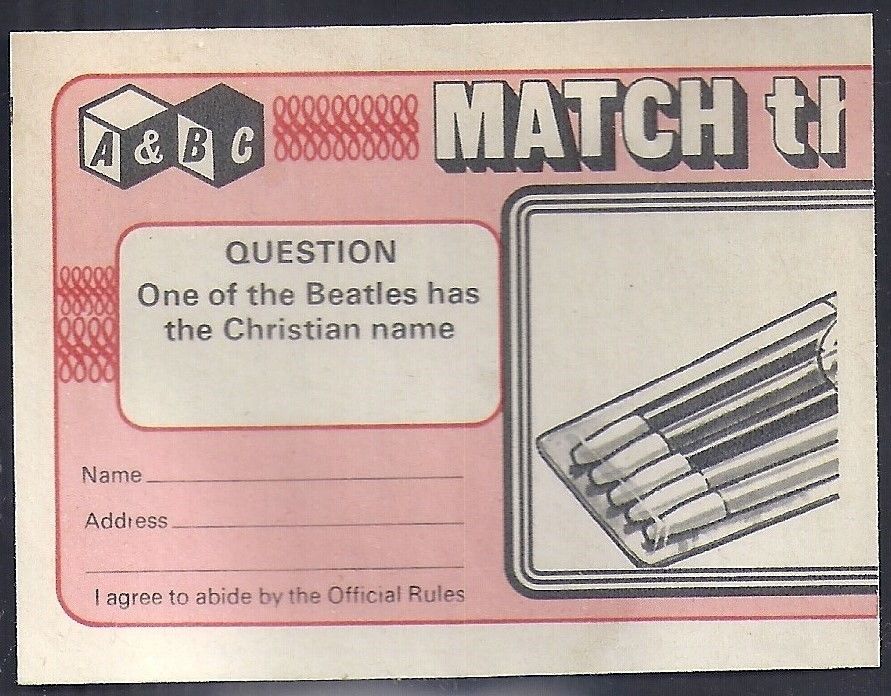 A & B C
MATCH th
QUESTION
One of the Beatles has
the Christian name
Name
Address
I agree to abide by the Official Rules